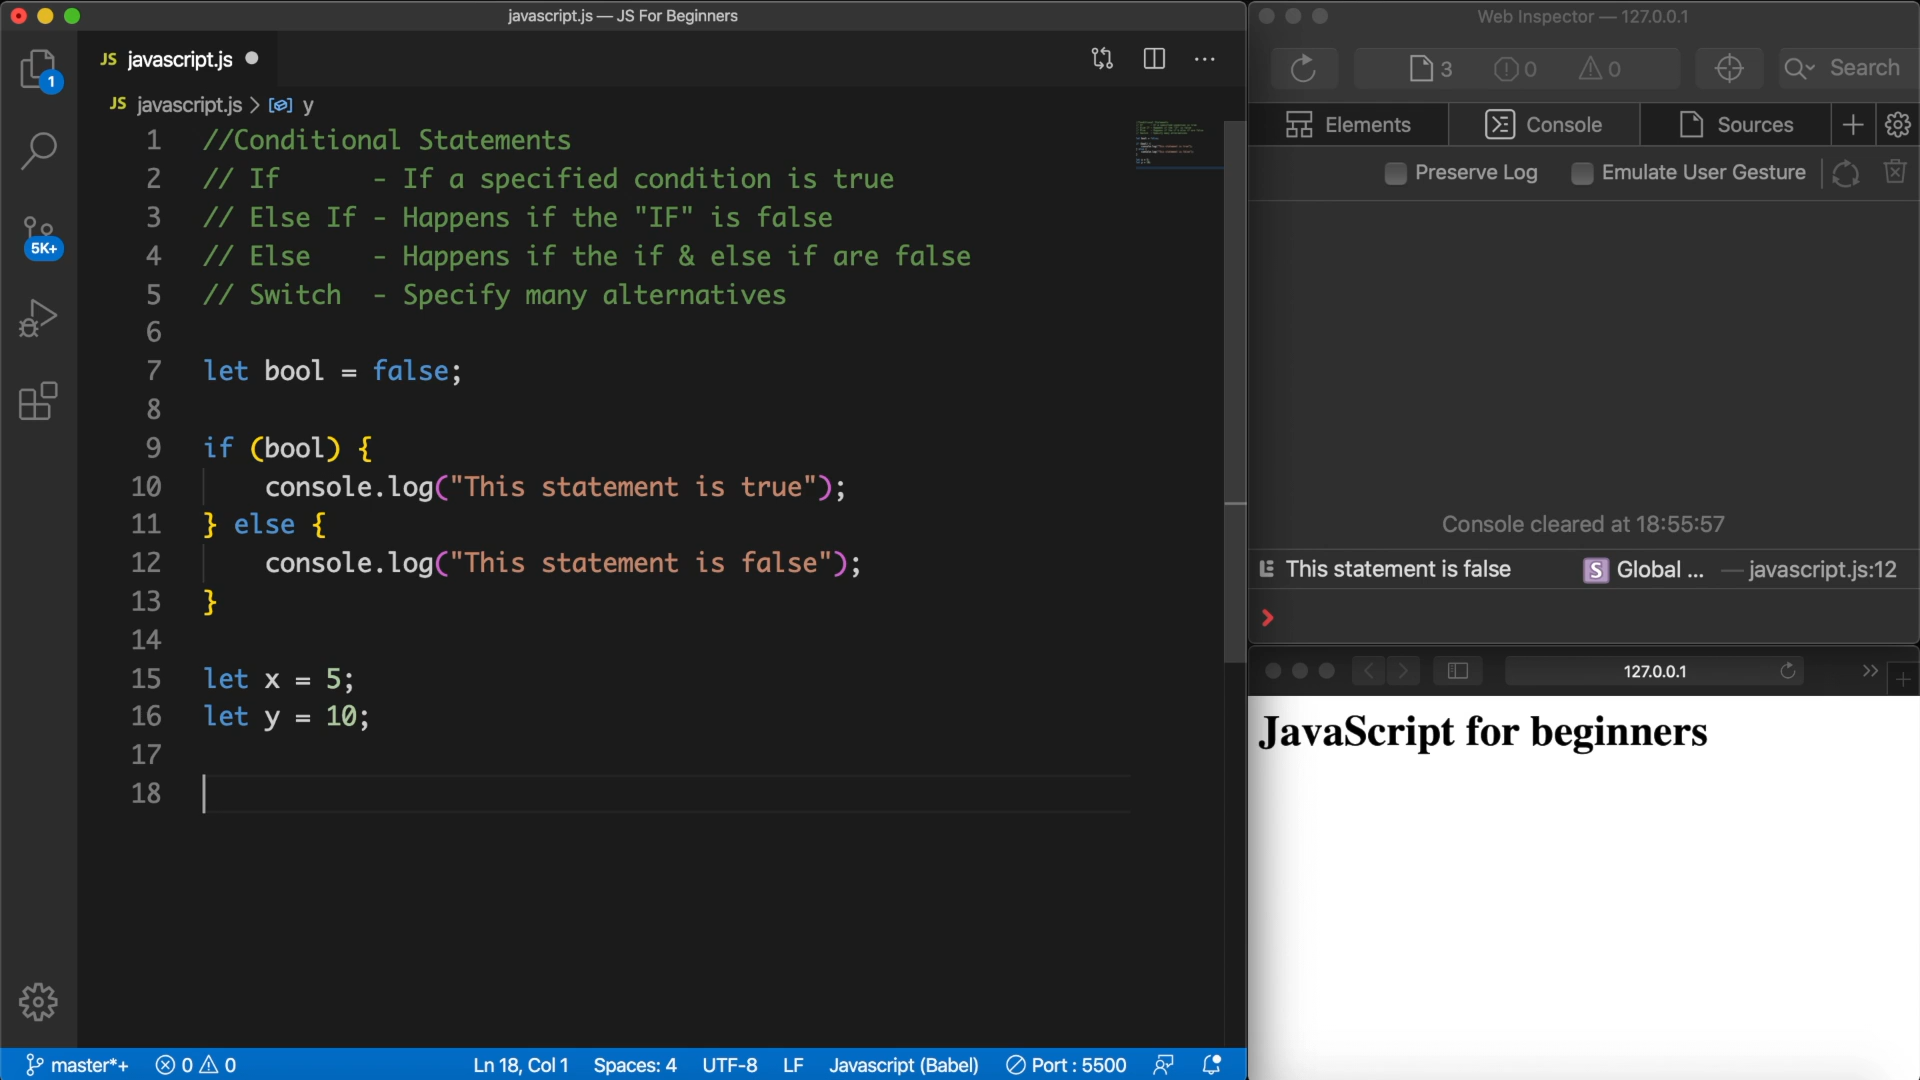 javascript.js — JS For Beginners
JS javascript.js
JS javascript.js > y
1
5K+
1 //Conditional Statements
2 // If      - If a specified condition is true
3 // Else If - Happens if the "IF" is false
4 // Else    - Happens if the if & else if are false
5 // Switch  - Specify many alternatives
6
7 let bool = false;
8
9 if (bool) {
10     console.log("This statement is true");
11 } else {
12     console.log("This statement is false");
13 }
14
15 let x = 5;
16 let y = 10;
17
18
master*+ 0 0 Ln 18, Col 1 Spaces: 4 UTF-8 LF Javascript (Babel) Port : 5500
Web Inspector — 127.0.0.1
3 0 0 Search
Elements Console Sources
Preserve Log Emulate User Gesture
Console cleared at 18:55:57
This statement is false S Global ... — javascript.js:12
127.0.0.1
JavaScript for beginners